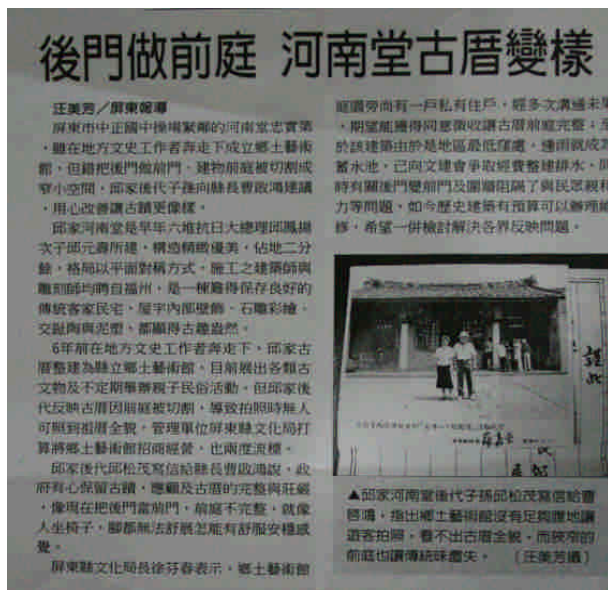 後門做前庭 河南堂古厝變樣
汪美芳／屏東報導
屏東市中正國中操場緊鄰的河南堂忠實第
，雖在地方文史工作者奔走下成立鄉土藝術
館，但錯把後門做前門，建物前庭被切割成
窄小空間，邱家後代子孫向縣長曹啟鴻建議
，用心改善讓古蹟更像樣。
邱家河南堂是早年六堆抗日大總理邱鳳揚
次子邱元壽所建，構造精緻優美，佔地二分
餘，格局以平面對稱方式，施工之建築師與
雕刻師均聘自福州，是一棟難得保存良好的
傳統客家民宅，屋宇內部壁飾、石雕彩繪、
交趾陶與泥塑，都顯得古趣盎然。
6年前在地方文史工作者奔走下，邱家古
厝整建為縣立鄉土藝術館，目前展出各類古
文物及不定期舉辦親子民俗活動。但邱家後
代反映古厝因前庭被切割，導致拍照時無人
可照到祖厝全貌。管理單位屏東縣文化局打
算將鄉土藝術館招商經營，也兩度流標。
邱家後代邱松茂寫信給縣長曹啟鴻說，政
府有心保留古蹟，應顧及古厝的完整與莊嚴
，像現在把後門當前門，前庭不完整，就像
人坐椅子，腳都無法舒展怎能有舒服安穩感
覺。
屏東縣文化局長徐芬春表示，鄉土藝術館
庭園旁尚有一戶私有住戶，經多次溝通未
，期望能獲得同意徵收讓古厝前庭完整；至
於該建築由於是地區最低窪處，逢雨就成為
蓄水池，已向文建會爭取經費整建排水，同
時有關後門變前門及圍牆阻隔了與民眾親和
力等問題，如今歷史建築有預算可以辦理
修，希望一併檢討解決各界反映問題。
▲邱家河南堂後代子孫邱松茂寫信給曹
啟鴻，指出鄉土藝術館沒有足夠腹地讓
遊客拍照，看不出古厝全貌，而狹窄的
前庭也讓傳統味盡失。 （汪美芳攝）